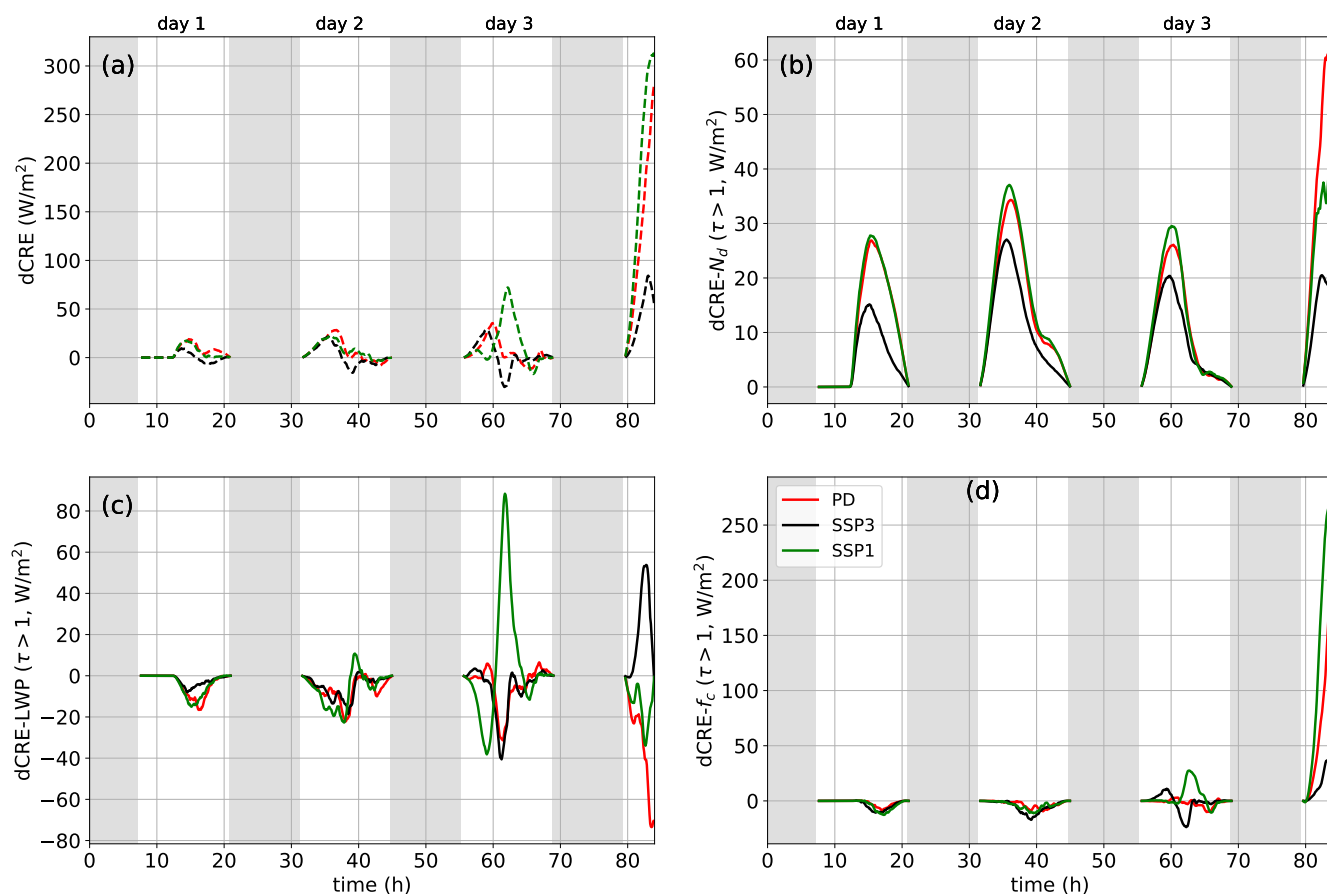 day 1 day 2 day 3
(a)
dCRE (W/m²)
300
250
200
150
100
50
0
0 10 20 30 40 50 60 70 80
day 1 day 2 day 3
(b)
dCRE-N_d (τ > 1, W/m²)
60
50
40
30
20
10
0
0 10 20 30 40 50 60 70 80
(c)
dCRE-LWP (τ > 1, W/m²)
80
60
40
20
0
−20
−40
−60
−80
0 10 20 30 40 50 60 70 80
time (h)
(d)
PD
SSP3
SSP1
dCRE-f_c (τ > 1, W/m²)
250
200
150
100
50
0
0 10 20 30 40 50 60 70 80
time (h)